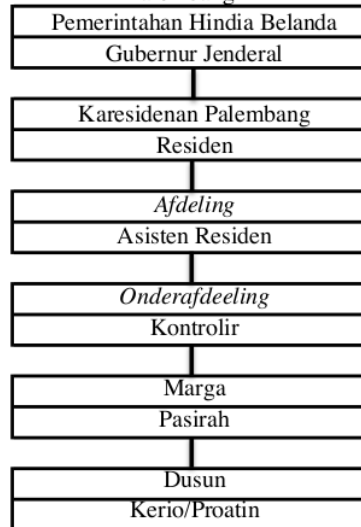 Pemerintahan Hindia Belanda
Gubernur Jenderal
Karesidenan Palembang
Residen
Afdeling
Asisten Residen
Onderafdeeling
Kontrolir
Marga
Pasirah
Dusun
Kerio/Proatin